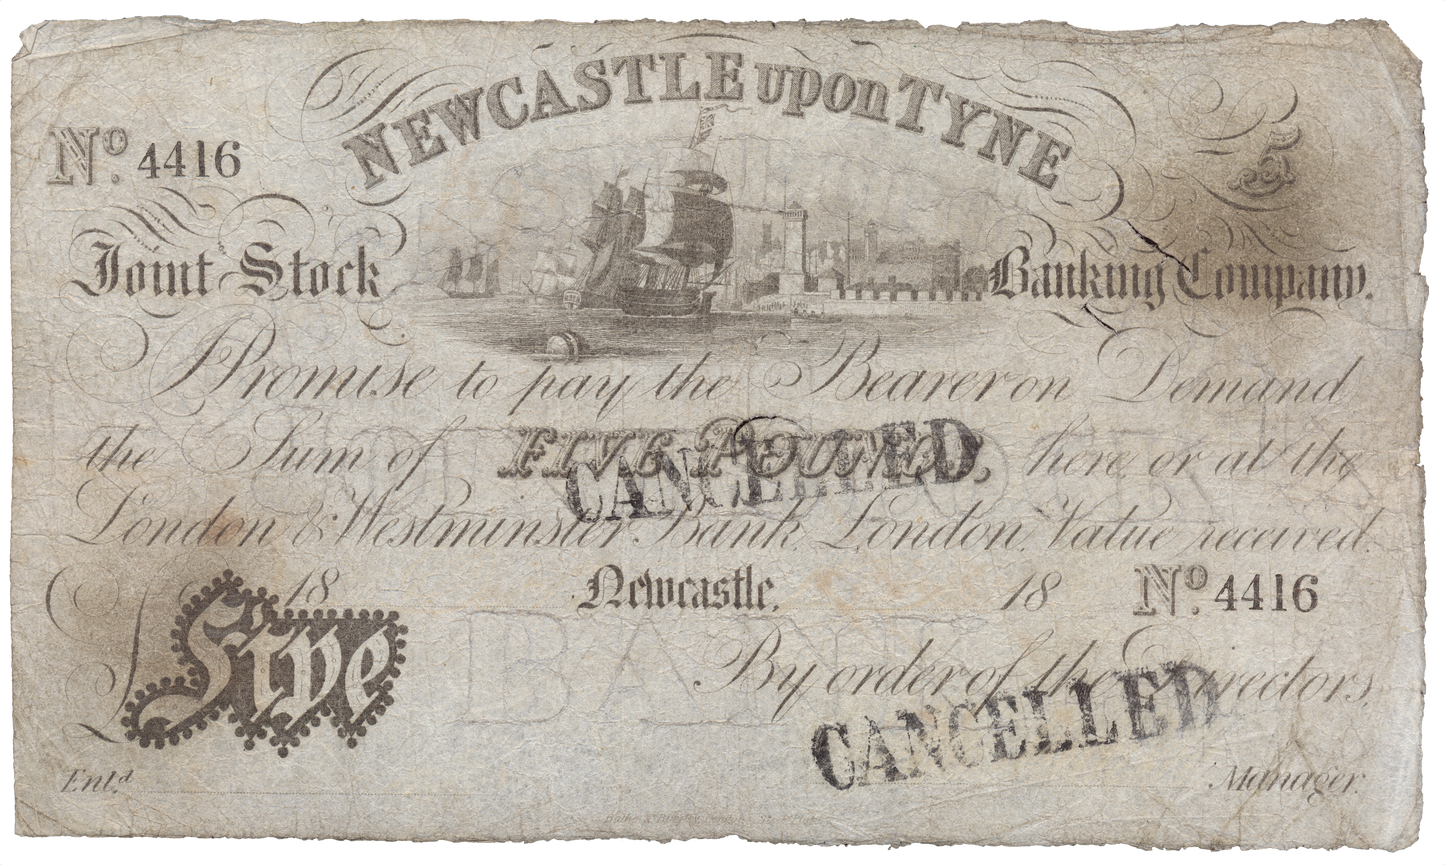 NEWCASTLE upon TYNE
Nº. 4416
5
Joint Stock Banking Company.
Promise to pay the Bearer on Demand
the Sum of FIVE POUNDS, here or at the
CANCELLED
London & Westminster Bank, London, Value received.
18 Newcastle, 18 Nº. 4416
£Five
BANK
By order of the Directors,
CANCELLED
Entd. Manager.